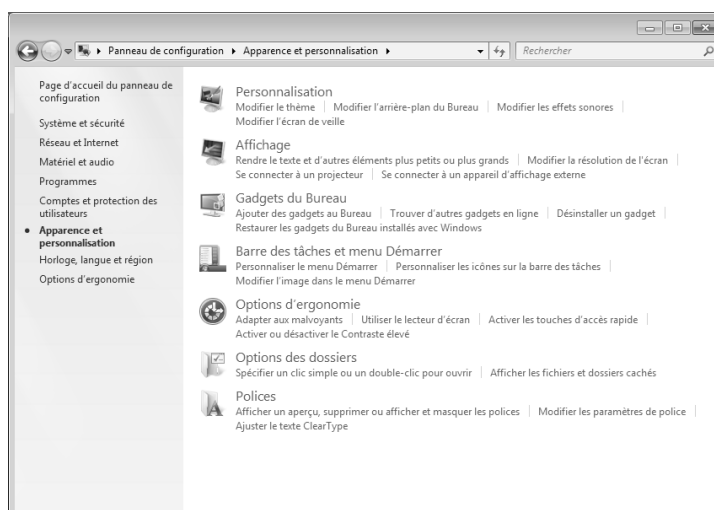 Panneau de configuration Apparence et personnalisation
Rechercher
Page d'accueil du panneau de
configuration
Système et sécurité
Réseau et Internet
Matériel et audio
Programmes
Comptes et protection des
utilisateurs
Apparence et
personnalisation
Horloge, langue et région
Options d'ergonomie
Personnalisation
Modifier le thème | Modifier l'arrière-plan du Bureau | Modifier les effets sonores |
Modifier l'écran de veille
Affichage
Rendre le texte et d'autres éléments plus petits ou plus grands | Modifier la résolution de l'écran |
Se connecter à un projecteur | Se connecter à un appareil d'affichage externe
Gadgets du Bureau
Ajouter des gadgets au Bureau | Trouver d'autres gadgets en ligne | Désinstaller un gadget |
Restaurer les gadgets du Bureau installés avec Windows
Barre des tâches et menu Démarrer
Personnaliser le menu Démarrer | Personnaliser les icônes sur la barre des tâches |
Modifier l'image dans le menu Démarrer
Options d'ergonomie
Adapter aux malvoyants | Utiliser le lecteur d'écran | Activer les touches d'accès rapide |
Activer ou désactiver le Contraste élevé
Options des dossiers
Spécifier un clic simple ou un double-clic pour ouvrir | Afficher les fichiers et dossiers cachés
Polices
Afficher un aperçu, supprimer ou afficher et masquer les polices | Modifier les paramètres de police |
Ajuster le texte ClearType